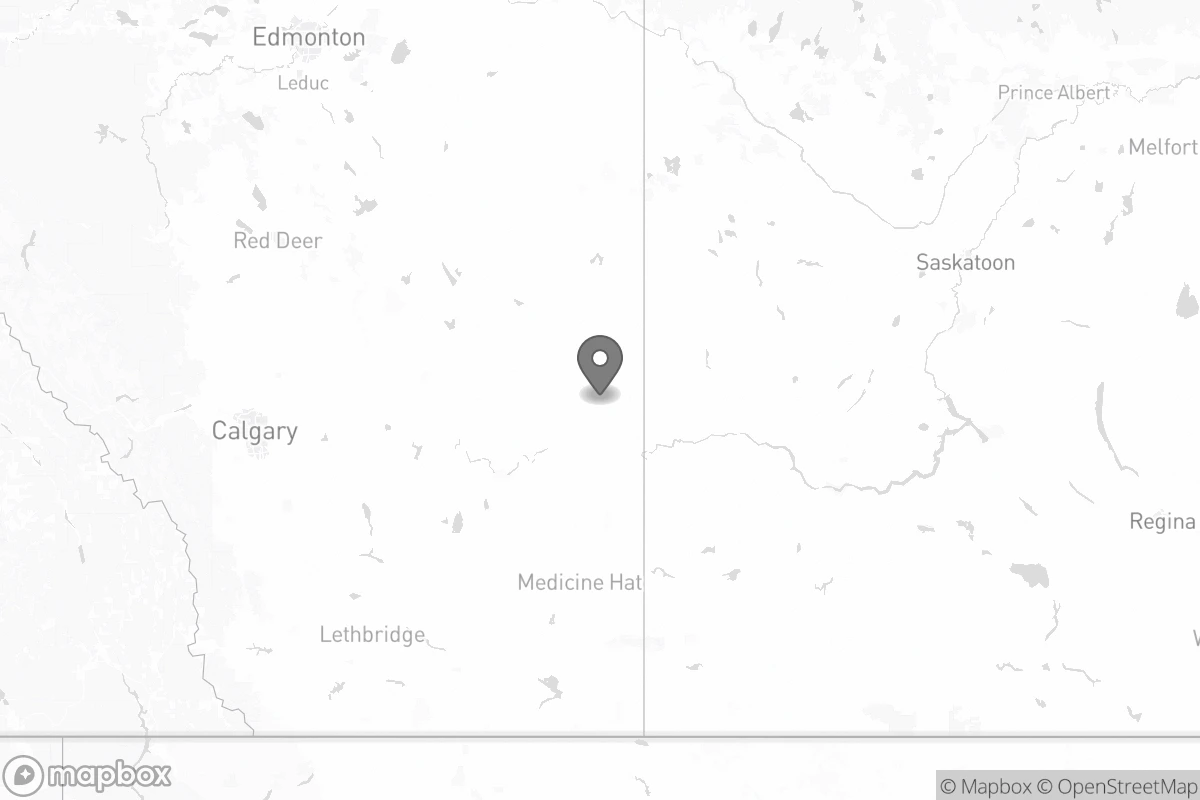 Edmonton
Leduc
Prince Albert
Melfort
Red Deer
Saskatoon
Calgary
Regina
Medicine Hat
Lethbridge
W
mapbox
© Mapbox © OpenStreetMap